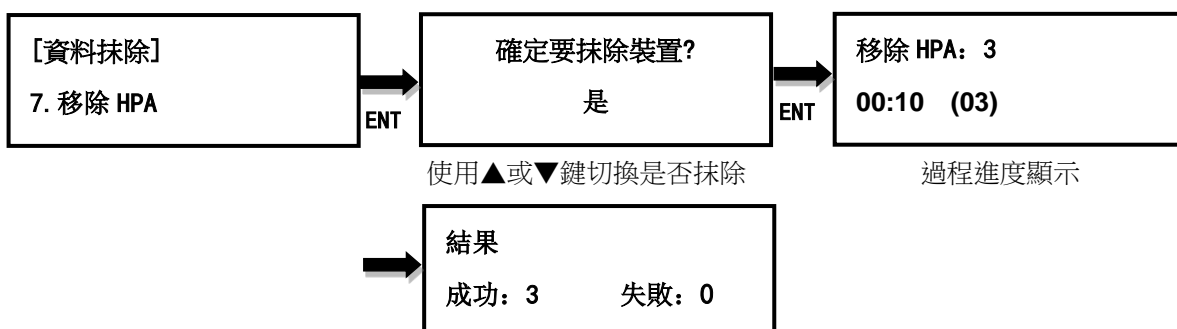 [資料抹除]
7. 移除 HPA
ENT
確定要抹除裝置?
是
使用▲或▼鍵切換是否抹除
ENT
移除 HPA: 3
00:10 (03)
過程進度顯示
結果
成功: 3 失敗: 0